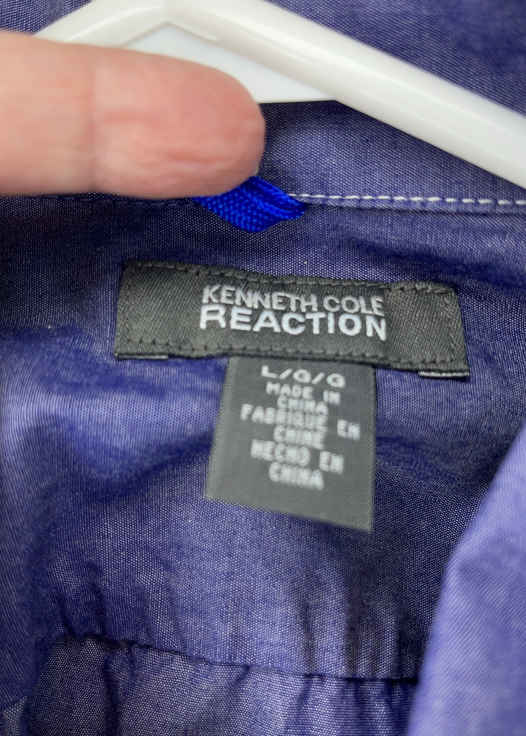 KENNETH COLE
REACTION
L/G/G
MADE IN
CHINA
FABRIQUE EN
CHINE
HECHO EN
CHINA